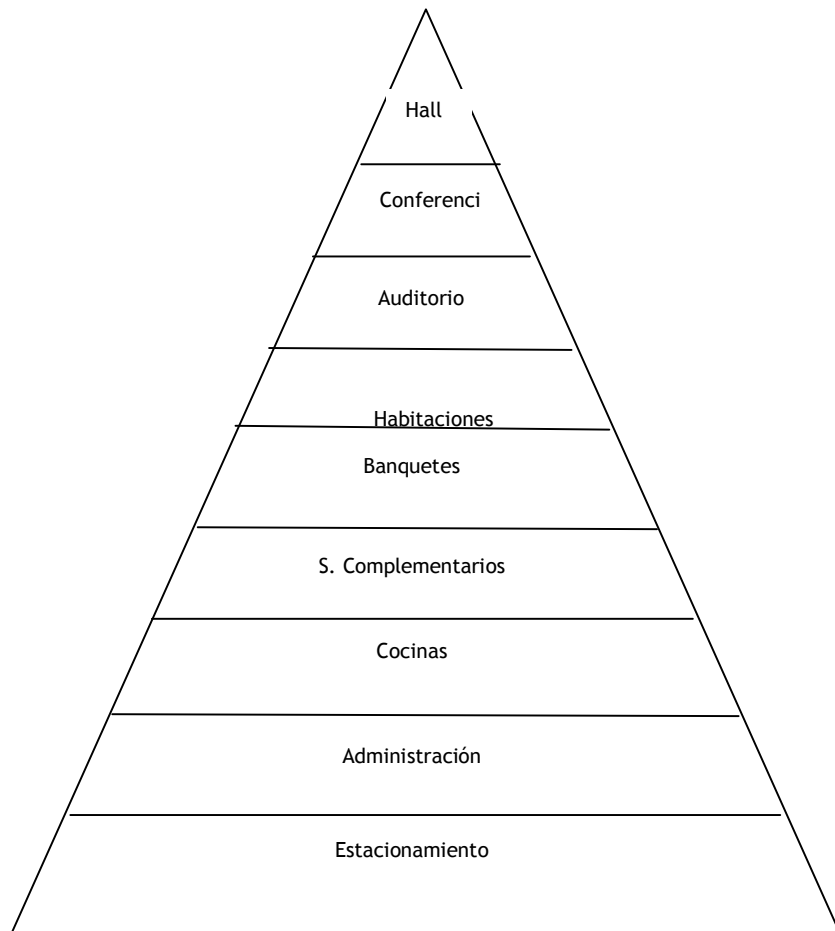 Hall
Conferenci
Auditorio
Habitaciones
Banquetes
S. Complementarios
Cocinas
Administración
Estacionamiento